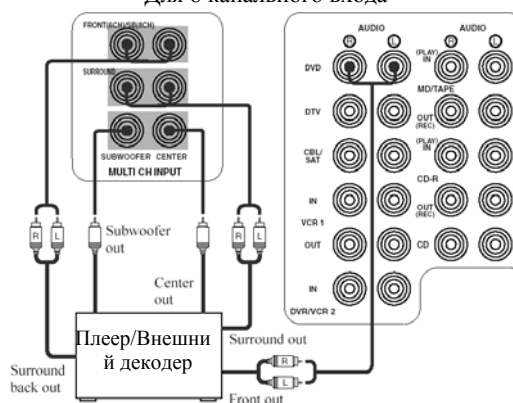 Для канального входа
FRONT(6CH)/SB(8CH)
SURROUND
SUBWOOFER CENTER
MULTI CH INPUT
AUDIO AUDIO
R L R L
DVD
(PLAY) IN
MD/TAPE
DTV
OUT (REC)
CBL/ SAT
(PLAY) IN
CD-R
IN
OUT (REC)
VCR 1
OUT
CD
IN
DVR/VCR 2
R L
Subwoofer out
Center out
R L
Плеер/Внешни
й декодер
Surround out
Surround back out
R
L
Front out